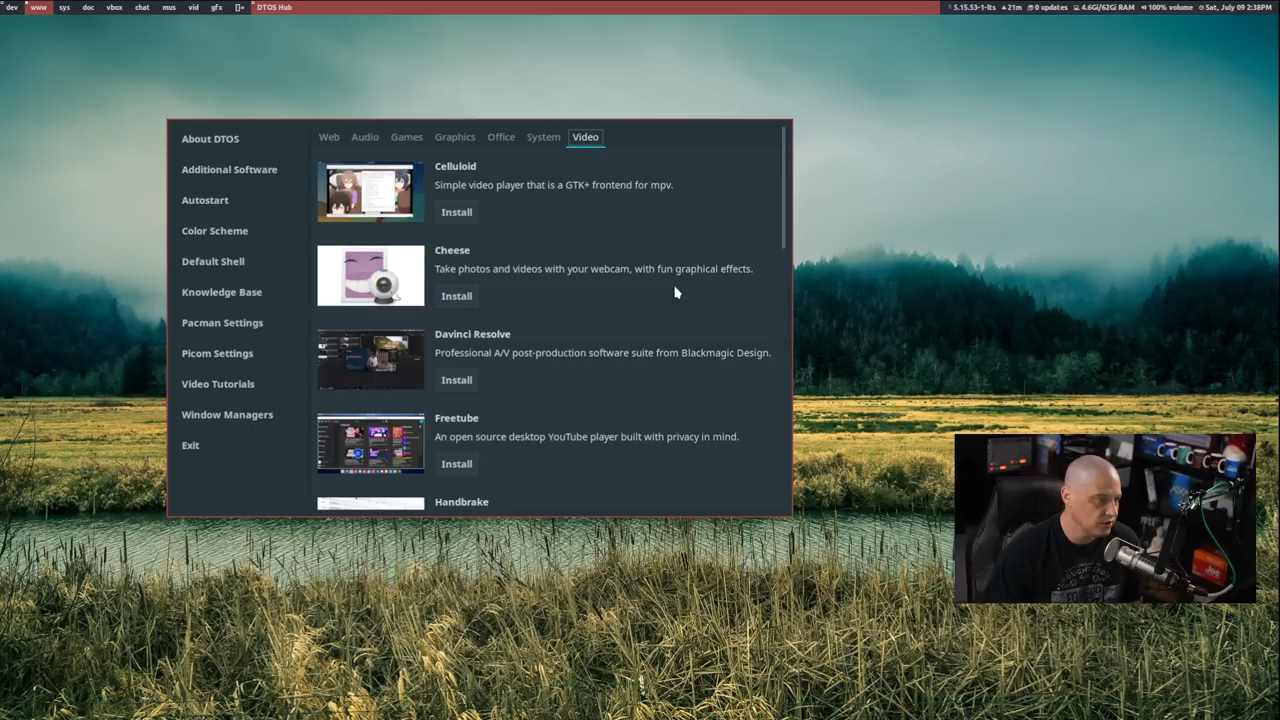 dev www sys doc vbox chat mus vid gfx []= DTOS Hub 5.15.53-1-lts 21m 0 updates 4.6Gi/62Gi RAM 100% volume Sat, July 09 2:38PM
About DTOS
Additional Software
Autostart
Color Scheme
Default Shell
Knowledge Base
Pacman Settings
Picom Settings
Video Tutorials
Window Managers
Exit
Web Audio Games Graphics Office System Video
Celluloid
Simple video player that is a GTK+ frontend for mpv.
Install
Cheese
Take photos and videos with your webcam, with fun graphical effects.
Install
Davinci Resolve
Professional A/V post-production software suite from Blackmagic Design.
Install
Freetube
An open source desktop YouTube player built with privacy in mind.
Install
Handbrake